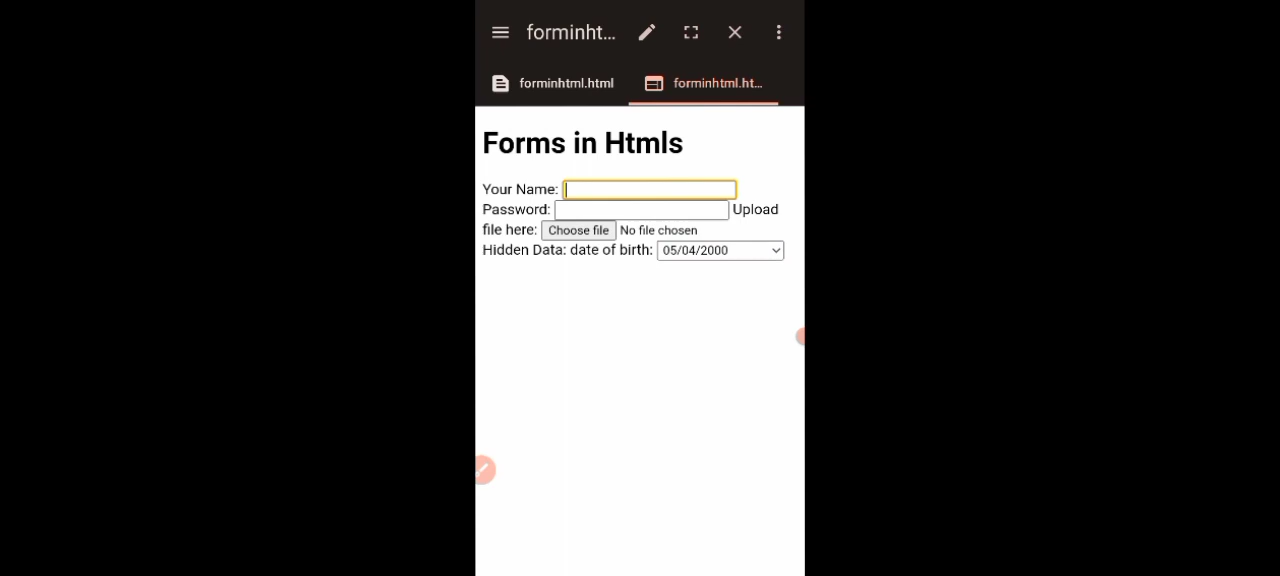 forminht...
forminhtml.html forminhtml.ht...
Forms in Htmls
Your Name:
Password: Upload
file here: Choose file No file chosen
Hidden Data: date of birth: 05/04/2000